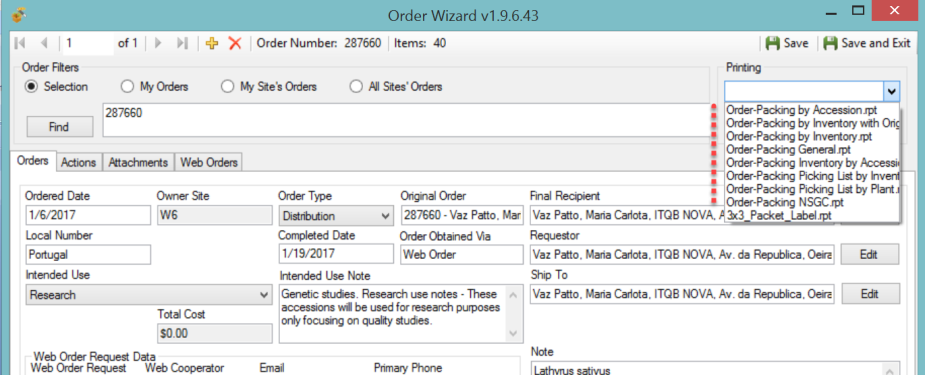 Order Wizard v1.9.6.43
1 of 1 Order Number: 287660 Items: 40 Save Save and Exit
Order Filters
Selection My Orders My Site's Orders All Sites' Orders
Find
287660
Printing
Order-Packing by Accession.rpt
Order-Packing by Inventory with Orig
Order-Packing by Inventory.rpt
Order-Packing General.rpt
Order-Packing Inventory by Accessi
Order-Packing Picking List by Invent
Order-Packing Picking List by Plant.r
Order-Packing NSGC.rpt
3x3_Packet_Label.rpt
Orders Actions Attachments Web Orders
Ordered Date Owner Site Order Type Original Order Final Recipient
1/6/2017 W6 Distribution 287660 - Vaz Patto, Mar Vaz Patto, Maria Carlota, ITQB NOVA, A
Local Number Completed Date Order Obtained Via Requestor
Portugal 1/19/2017 Web Order Vaz Patto, Maria Carlota, ITQB NOVA, Av. da Republica, Oeira Edit
Intended Use Intended Use Note Ship To
Research Vaz Patto, Maria Carlota, ITQB NOVA, Av. da Republica, Oeira Edit
Genetic studies. Research use notes - These
accessions will be used for research purposes
only focusing on quality studies.
Total Cost
$0.00
Web Order Request Data
Web Order Request Web Cooperator Email Primary Phone
Note
Lathyrus sativus